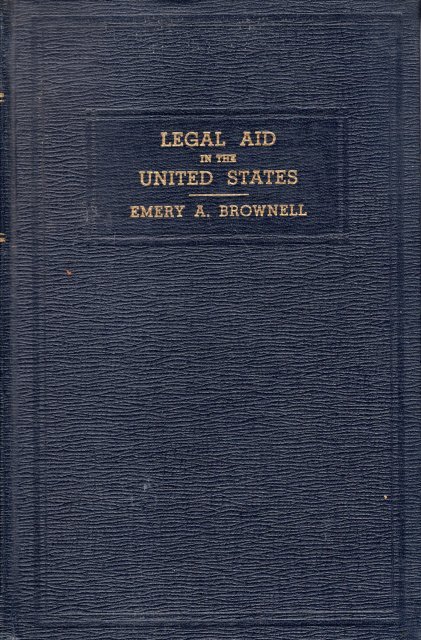 LEGAL AID
IN THE
UNITED STATES
EMERY A. BROWNELL